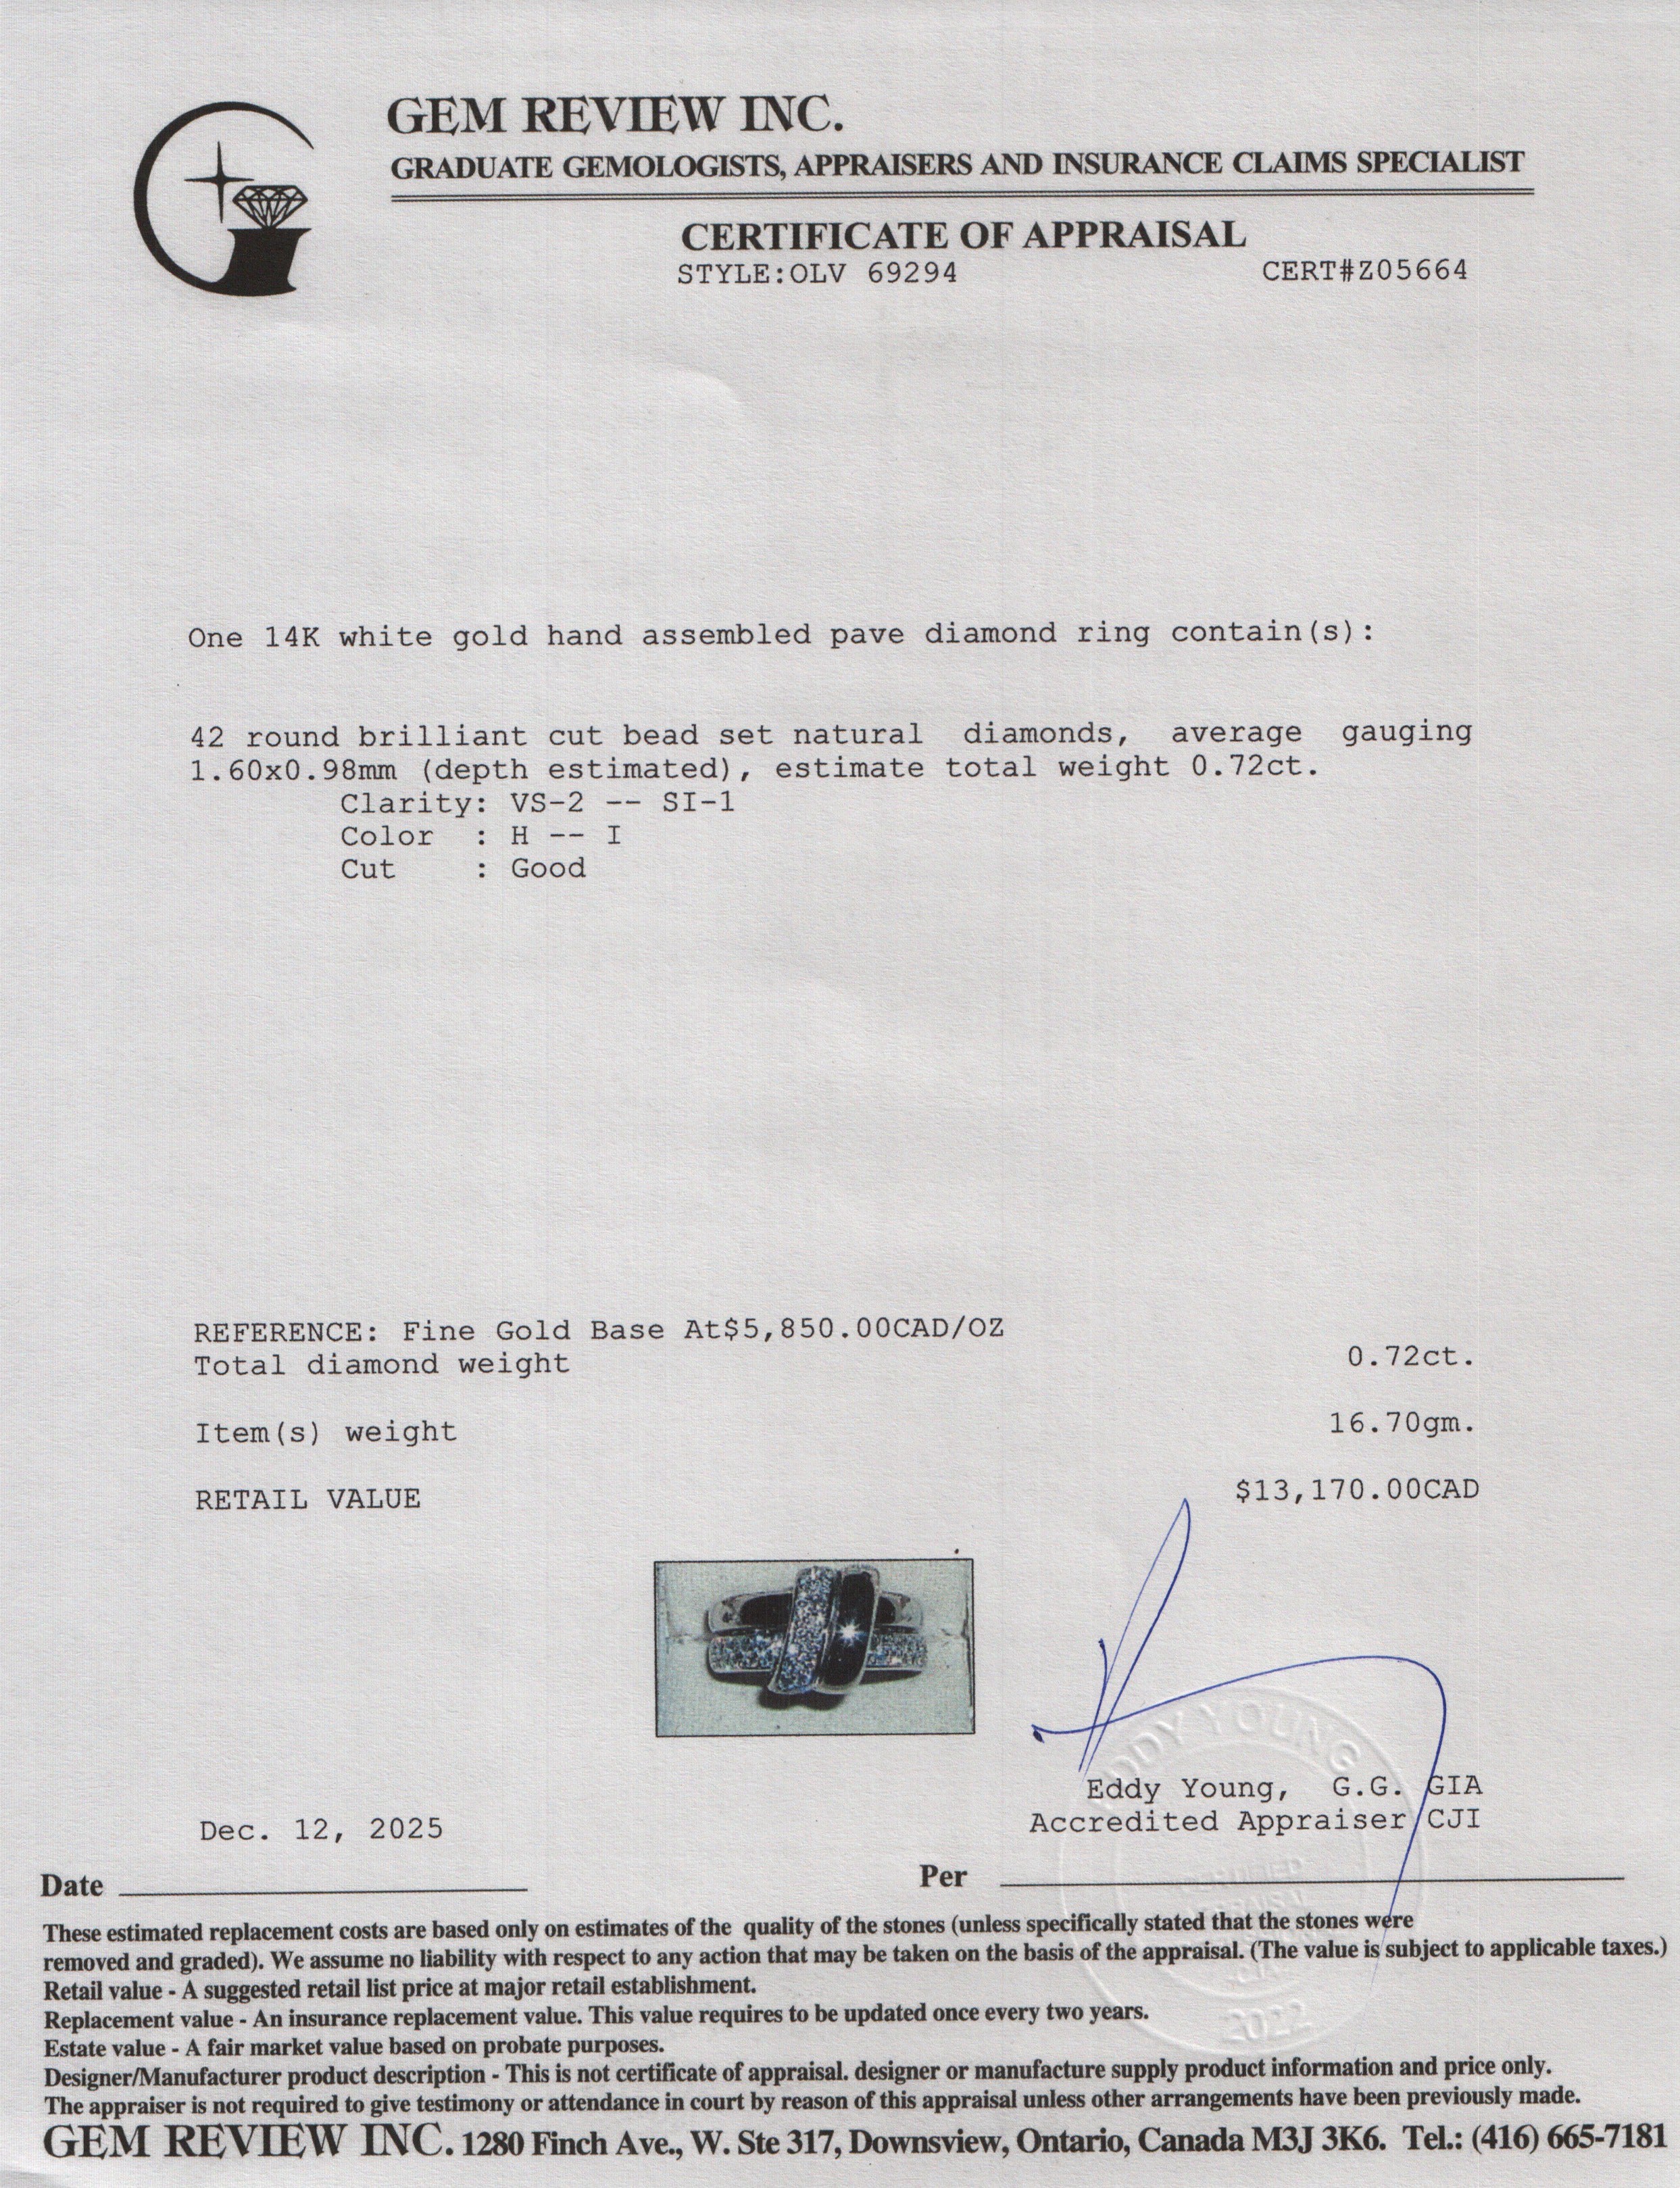 GEM REVIEW INC.
GRADUATE GEMOLOGISTS, APPRAISERS AND INSURANCE CLAIMS SPECIALIST
CERTIFICATE OF APPRAISAL
STYLE:OLV 69294 CERT#Z05664
One 14K white gold hand assembled pave diamond ring contain(s):
42 round brilliant cut bead set natural diamonds, average gauging
1.60x0.98mm (depth estimated), estimate total weight 0.72ct.
Clarity: VS-2 -- SI-1
Color : H -- I
Cut : Good
REFERENCE: Fine Gold Base At$5,850.00CAD/OZ
Total diamond weight 0.72ct.
Item(s) weight 16.70gm.
RETAIL VALUE $13,170.00CAD
EDDY YOUNG
Eddy Young, G.G. GIA
Accredited Appraiser CJI
Dec. 12, 2025
Date Per
CERTIFIED
APPRAISAL
2022
These estimated replacement costs are based only on estimates of the quality of the stones (unless specifically stated that the stones were
removed and graded). We assume no liability with respect to any action that may be taken on the basis of the appraisal. (The value is subject to applicable taxes.)
Retail value - A suggested retail list price at major retail establishment.
Replacement value - An insurance replacement value. This value requires to be updated once every two years.
Estate value - A fair market value based on probate purposes.
Designer/Manufacturer product description - This is not certificate of appraisal. designer or manufacture supply product information and price only.
The appraiser is not required to give testimony or attendance in court by reason of this appraisal unless other arrangements have been previously made.
GEM REVIEW INC. 1280 Finch Ave., W. Ste 317, Downsview, Ontario, Canada M3J 3K6. Tel.: (416) 665-7181